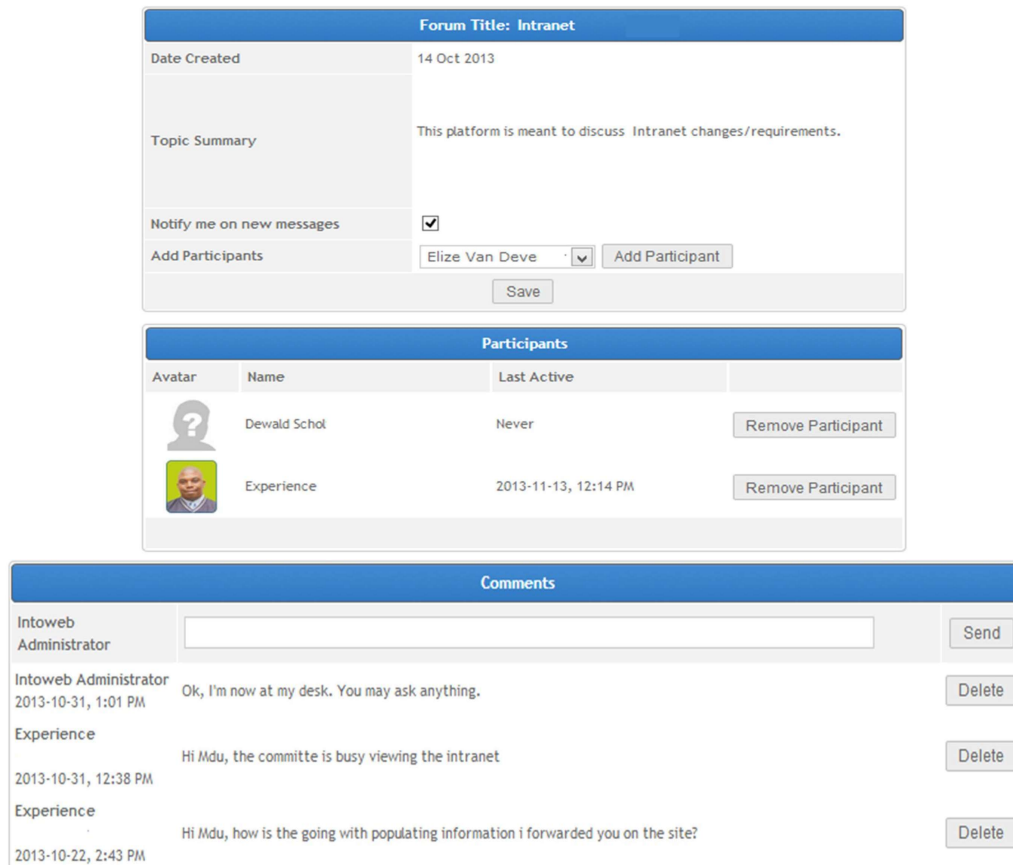 Forum Title: Intranet
Date Created 14 Oct 2013
Topic Summary This platform is meant to discuss Intranet changes/requirements.
Notify me on new messages
Add Participants Elize Van Deve Add Participant
Save
Participants
Avatar Name Last Active
Dewald Schol Never Remove Participant
Experience 2013-11-13, 12:14 PM Remove Participant
Comments
Intoweb
Administrator
Send
Intoweb Administrator
2013-10-31, 1:01 PM
Ok, I'm now at my desk. You may ask anything.
Delete
Experience
2013-10-31, 12:38 PM
Hi Mdu, the committe is busy viewing the intranet
Delete
Experience
2013-10-22, 2:43 PM
Hi Mdu, how is the going with populating information i forwarded you on the site?
Delete